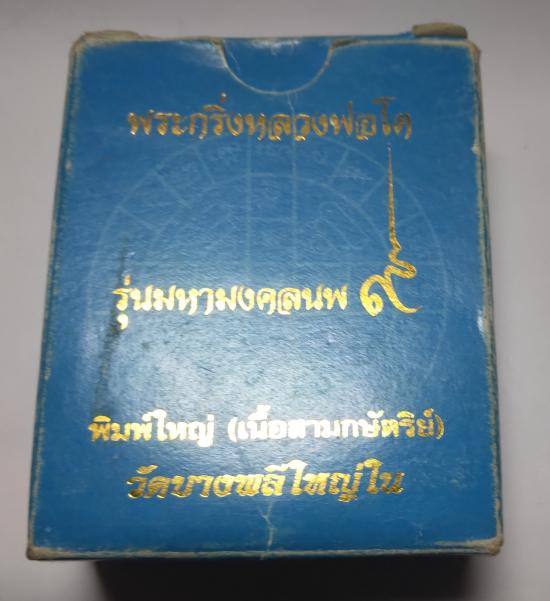 พระกริ่งหลวงพ่อโต
รุ่นมหามงคลนพ ๙
พิมพ์ใหญ่ (เนื้อสามกษัตริย์)
วัดบางพลีใหญ่ใน